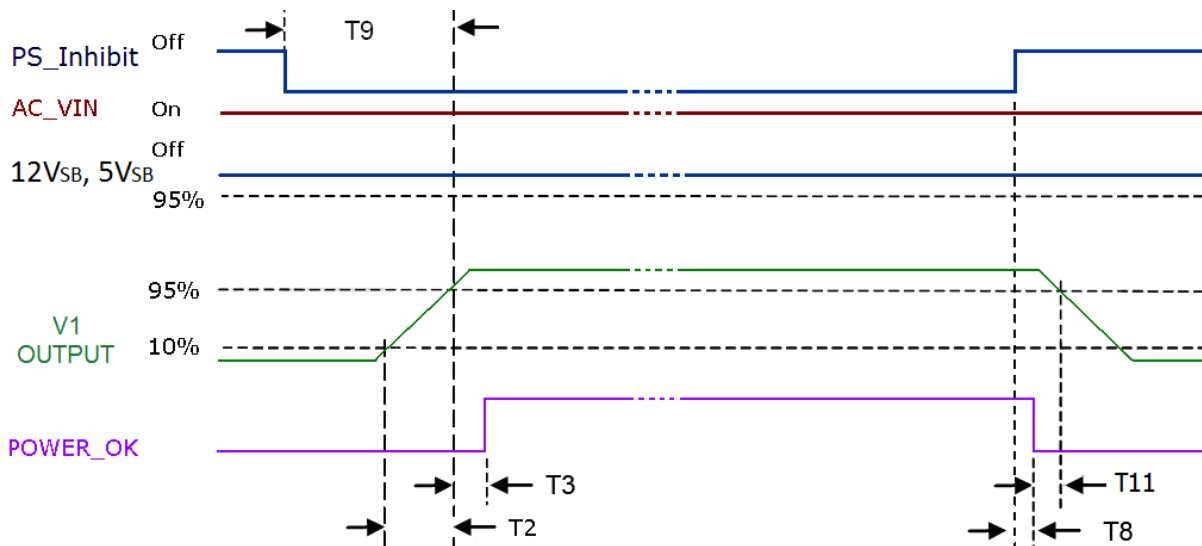 T9
Off
PS_Inhibit
AC_VIN On
Off
12VSB, 5VSB
95%
95%
V1
OUTPUT
10%
POWER_OK
T3
T11
T2
T8